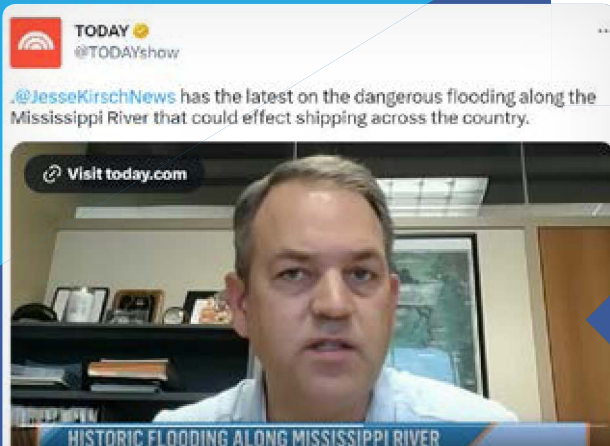 TODAY
@TODAYshow
.@JesseKirschNews has the latest on the dangerous flooding along the
Mississippi River that could effect shipping across the country.
Visit today.com
HISTORIC FLOODING ALONG MISSISSIPPI RIVER